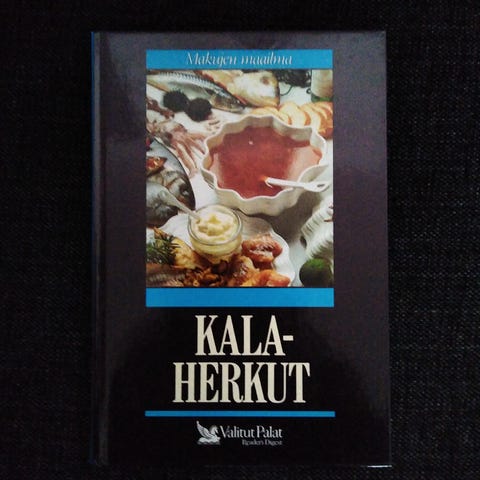 Makujen maailma
KALA-
HERKUT
Valitut Palat
Reader's Digest